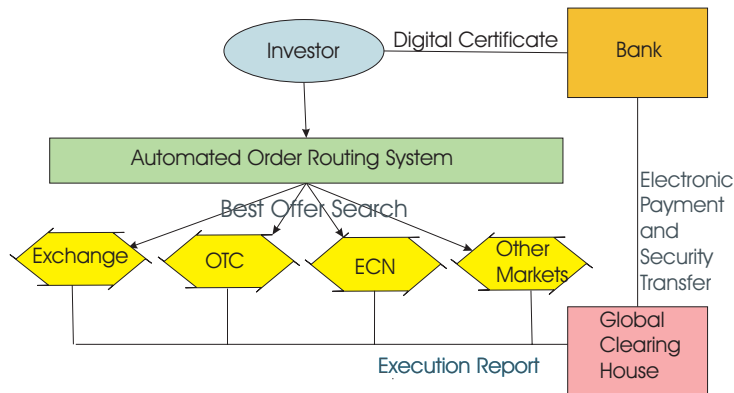 Investor
Digital Certificate
Bank
Automated Order Routing System
Electronic
Payment
and
Security
Transfer
Best Offer Search
Exchange
OTC
ECN
Other
Markets
Global
Clearing
House
Execution Report